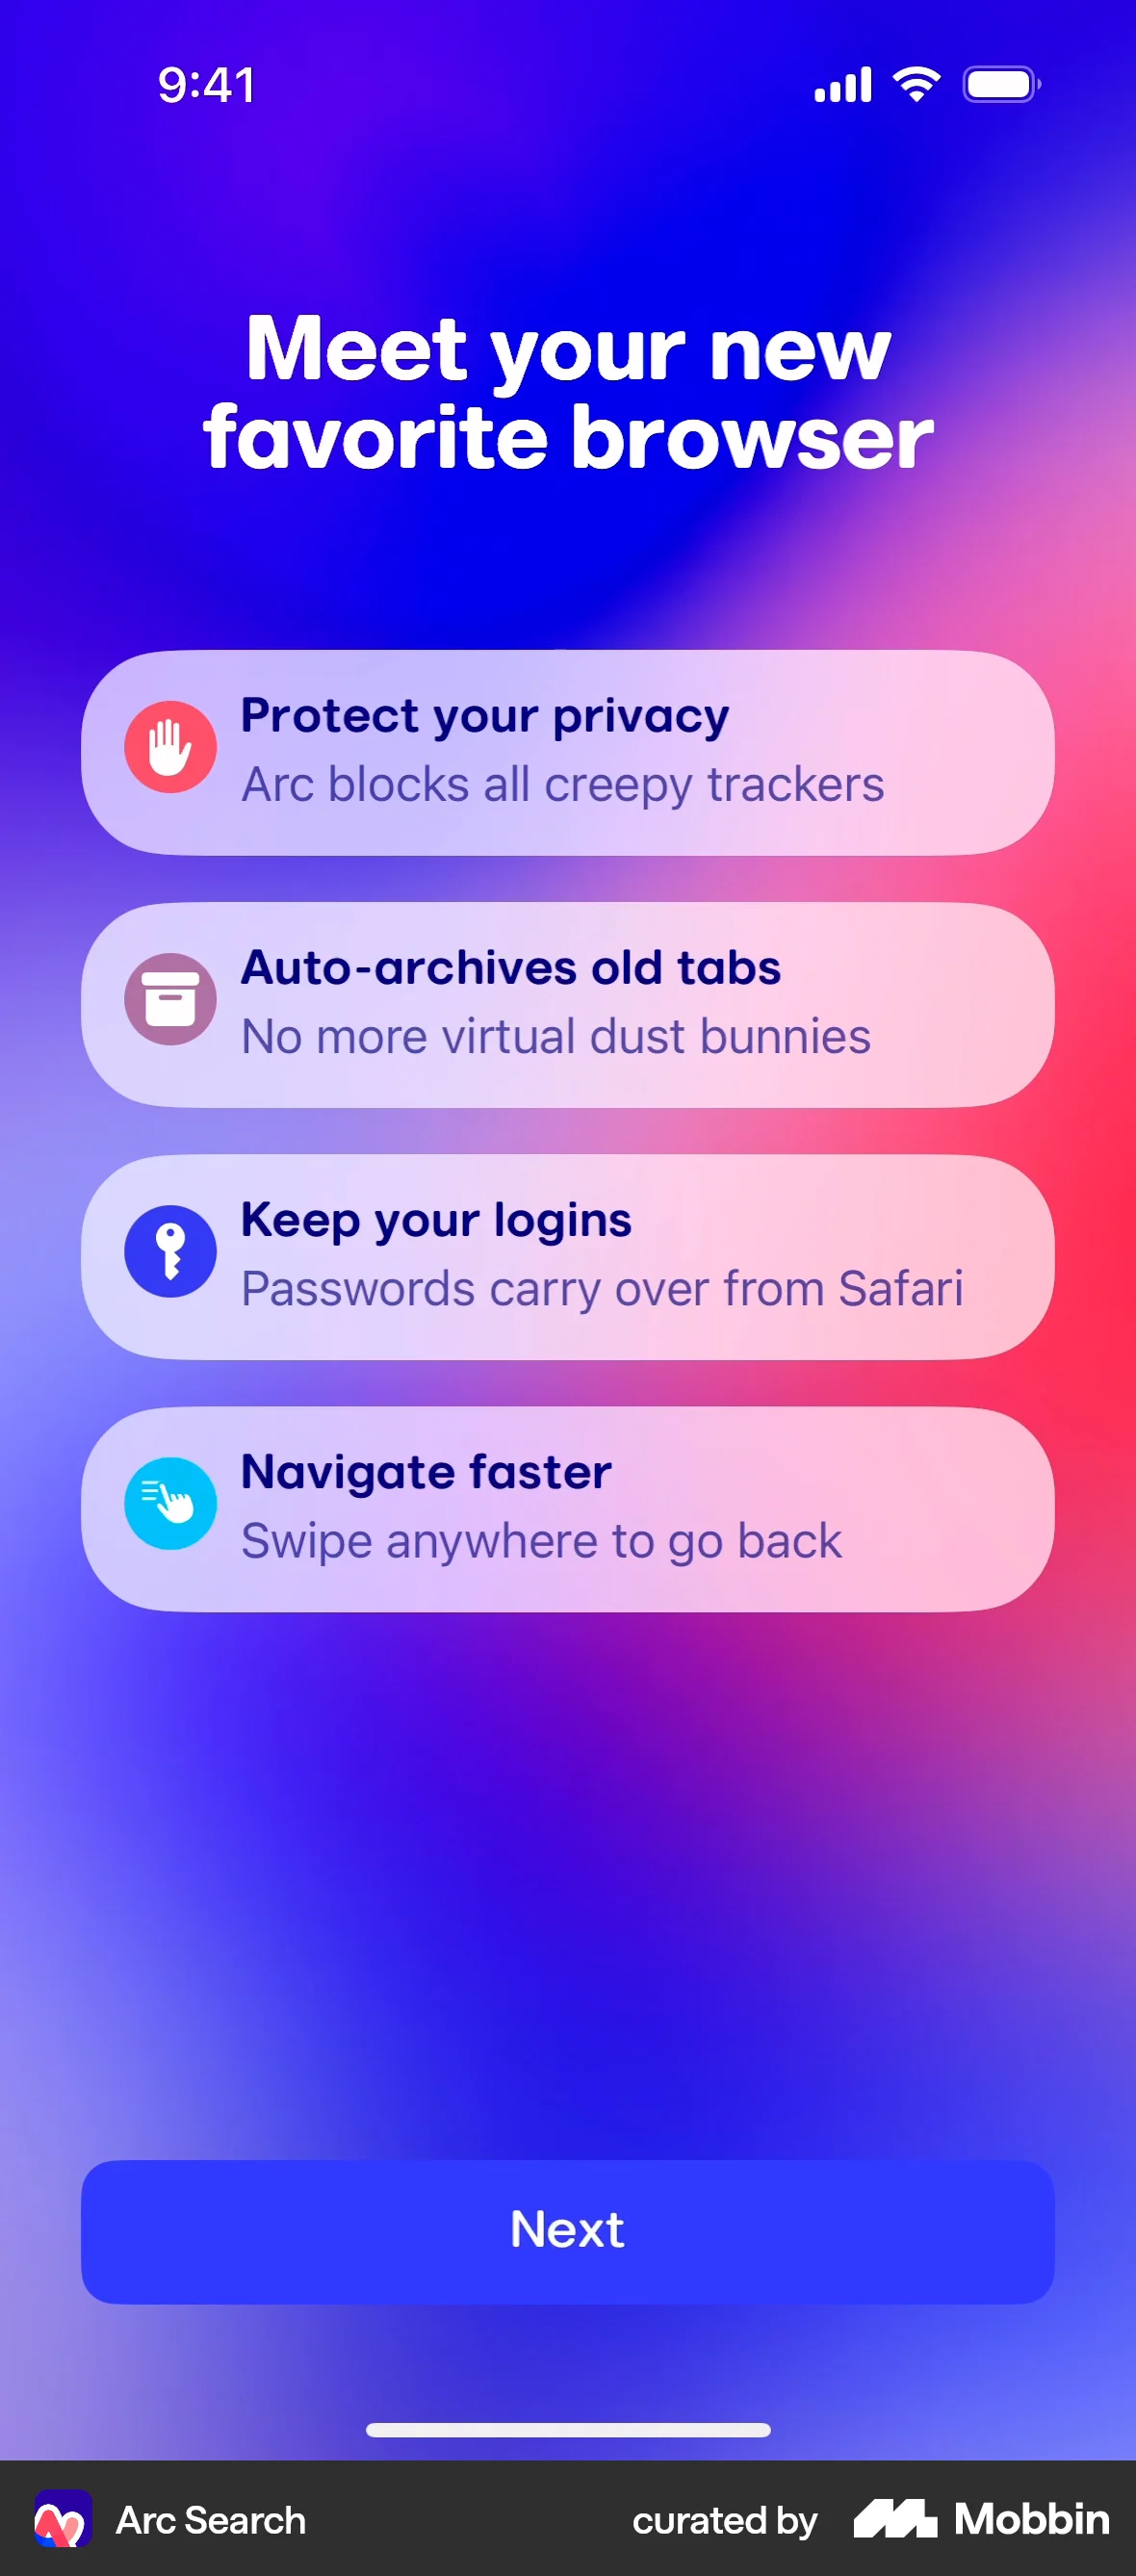 9:41
Meet your new
favorite browser
Protect your privacy
Arc blocks all creepy trackers
Auto-archives old tabs
No more virtual dust bunnies
Keep your logins
Passwords carry over from Safari
Navigate faster
Swipe anywhere to go back
Next
Arc Search
curated by Mobbin